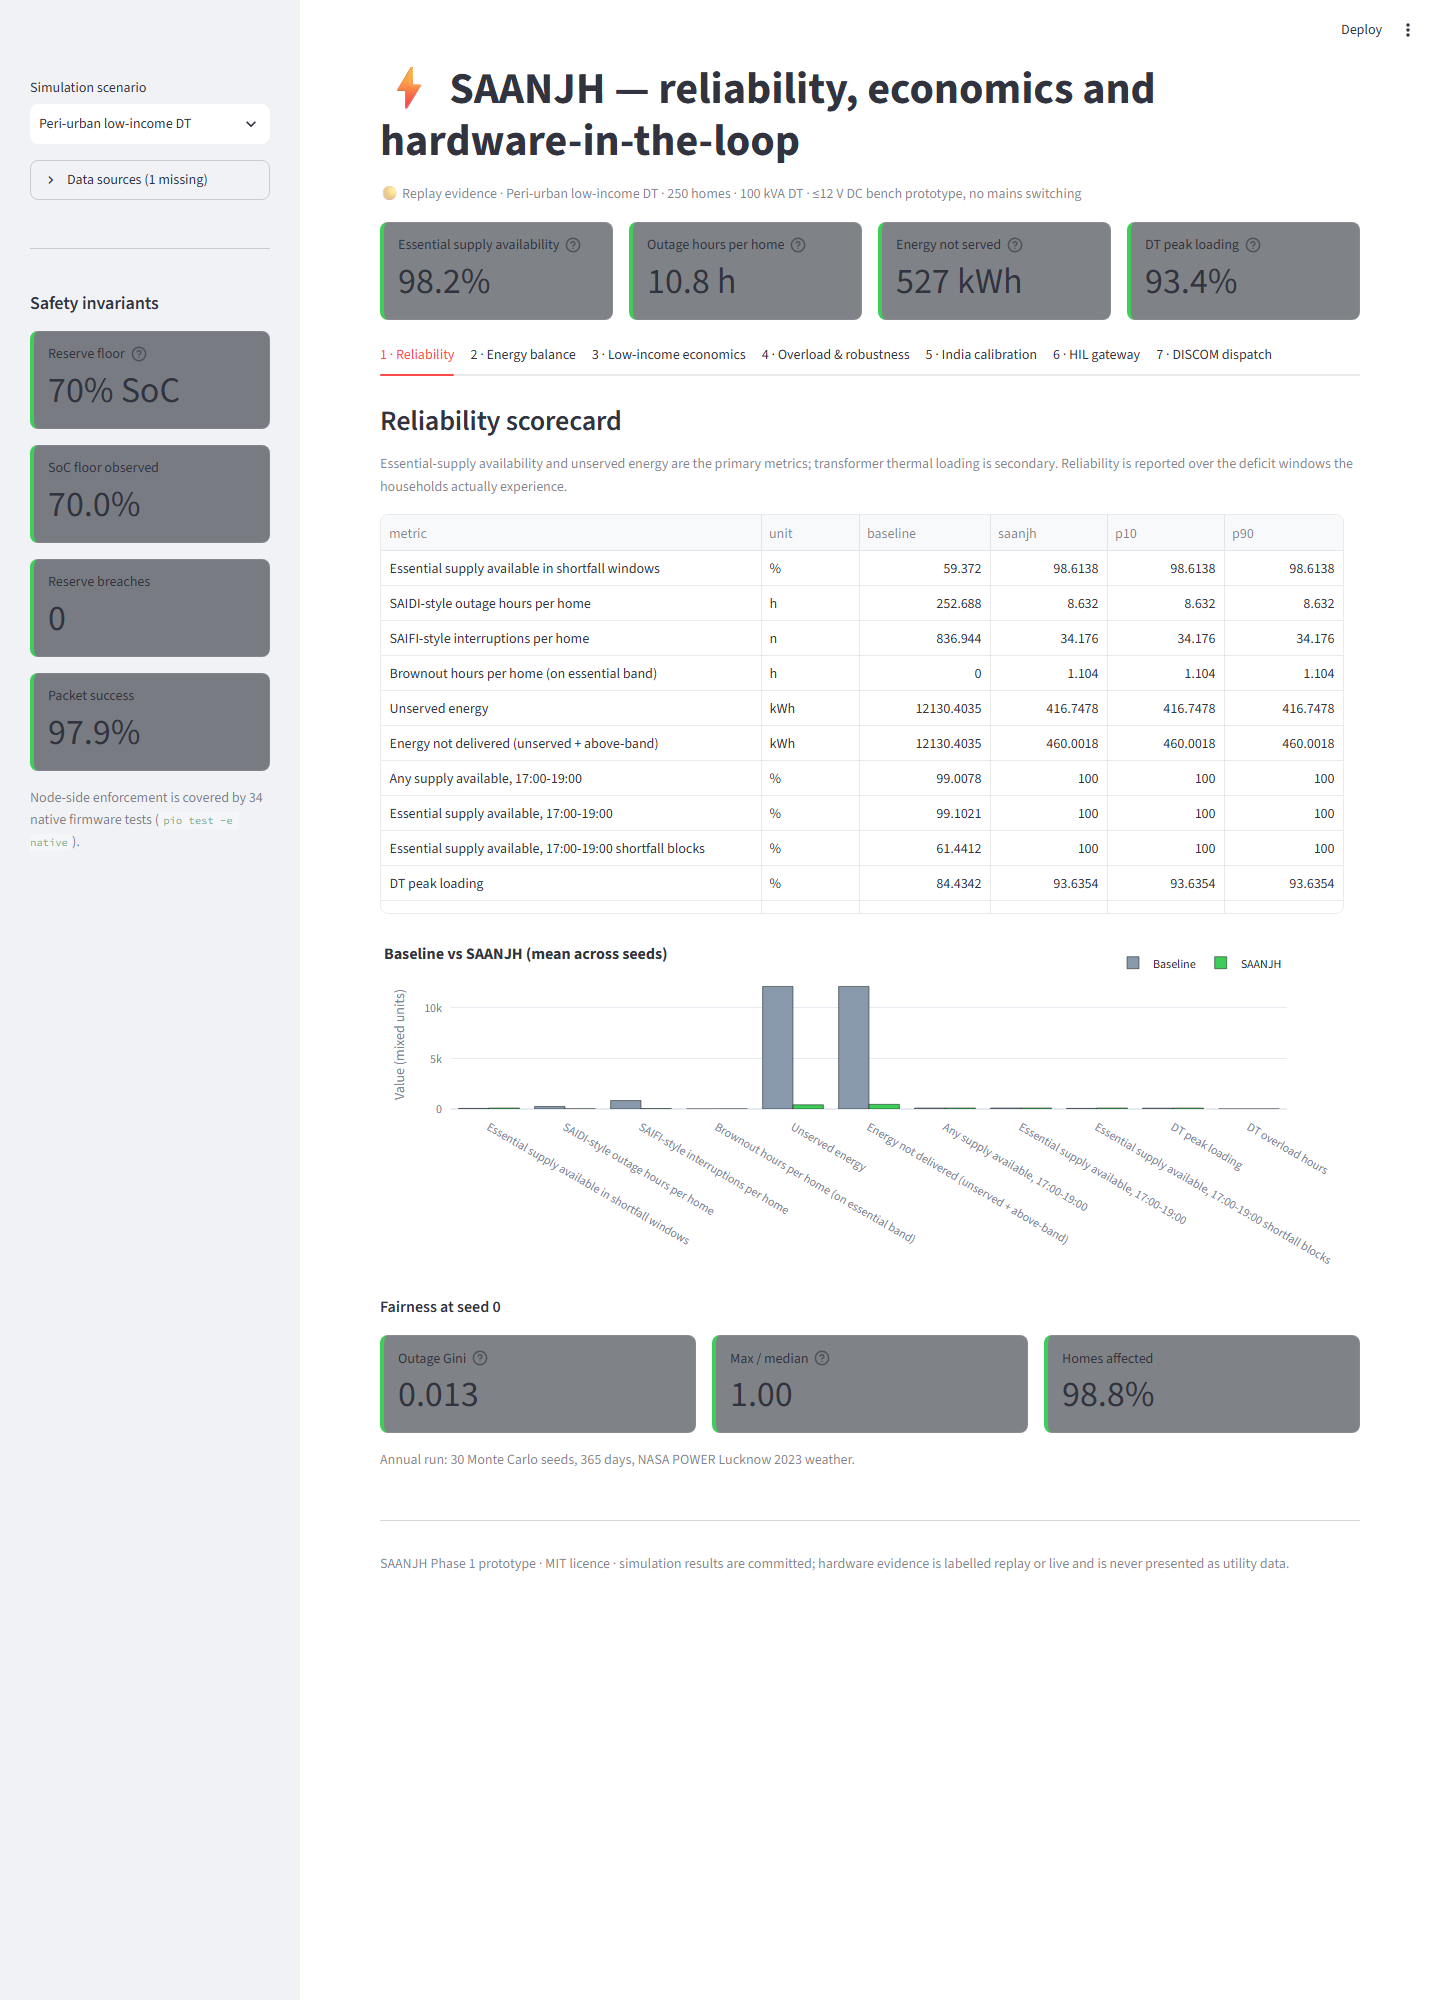 Deploy
Simulation scenario
Peri-urban low-income DT
Data sources (1 missing)
Safety invariants
Reserve floor
70% SoC
SoC floor observed
70.0%
Reserve breaches
0
Packet success
97.9%
Node-side enforcement is covered by 34
native firmware tests ( pio test -e
native ).
SAANJH — reliability, economics and
hardware-in-the-loop
Replay evidence · Peri-urban low-income DT · 250 homes · 100 kVA DT · ≤12 V DC bench prototype, no mains switching
Essential supply availability
98.2%
Outage hours per home
10.8 h
Energy not served
527 kWh
DT peak loading
93.4%
1 · Reliability 2 · Energy balance 3 · Low-income economics 4 · Overload & robustness 5 · India calibration 6 · HIL gateway 7 · DISCOM dispatch
Reliability scorecard
Essential-supply availability and unserved energy are the primary metrics; transformer thermal loading is secondary. Reliability is reported over the deficit windows the
households actually experience.
metric unit baseline saanjh p10 p90
Essential supply available in shortfall windows % 59.372 98.6138 98.6138 98.6138
SAIDI-style outage hours per home h 252.688 8.632 8.632 8.632
SAIFI-style interruptions per home n 836.944 34.176 34.176 34.176
Brownout hours per home (on essential band) h 0 1.104 1.104 1.104
Unserved energy kWh 12130.4035 416.7478 416.7478 416.7478
Energy not delivered (unserved + above-band) kWh 12130.4035 460.0018 460.0018 460.0018
Any supply available, 17:00-19:00 % 99.0078 100 100 100
Essential supply available, 17:00-19:00 % 99.1021 100 100 100
Essential supply available, 17:00-19:00 shortfall blocks % 61.4412 100 100 100
DT peak loading % 84.4342 93.6354 93.6354 93.6354
Baseline vs SAANJH (mean across seeds)
Baseline SAANJH
Value (mixed units)
10k
5k
0
Essential supply available in shortfall windows
SAIDI-style outage hours per home
SAIFI-style interruptions per home
Brownout hours per home (on essential band)
Unserved energy
Energy not delivered (unserved + above-band)
Any supply available, 17:00-19:00
Essential supply available, 17:00-19:00
Essential supply available, 17:00-19:00 shortfall blocks
DT peak loading
DT overload hours
Fairness at seed 0
Outage Gini
0.013
Max / median
1.00
Homes affected
98.8%
Annual run: 30 Monte Carlo seeds, 365 days, NASA POWER Lucknow 2023 weather.
SAANJH Phase 1 prototype · MIT licence · simulation results are committed; hardware evidence is labelled replay or live and is never presented as utility data.